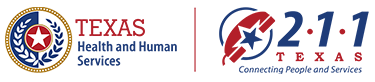 TEXAS
Health and Human
Services
2·1·1
TEXAS
Connecting People and Services